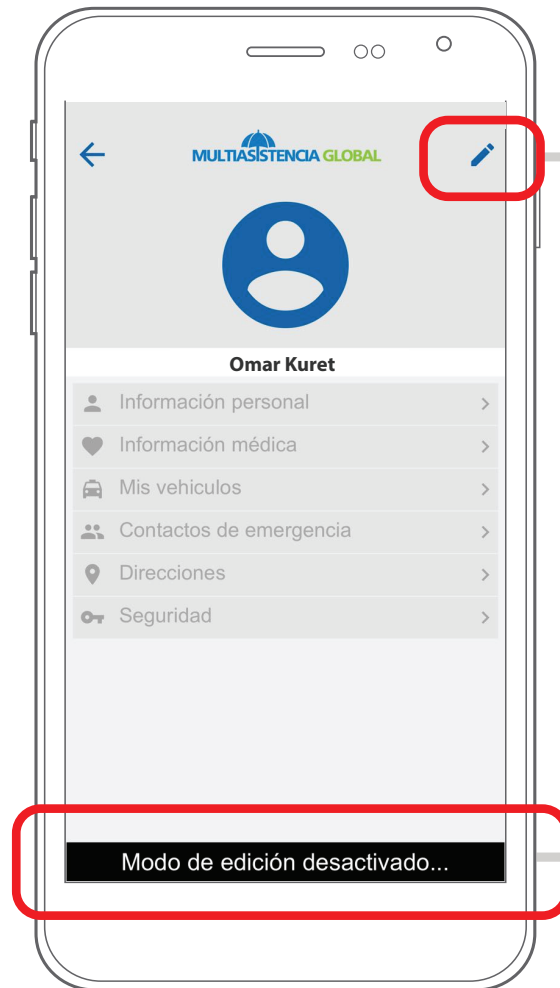 MULTIASISTENCIA GLOBAL
Omar Kuret
Información personal
Información médica
Mis vehiculos
Contactos de emergencia
Direcciones
Seguridad
Modo de edición desactivado...